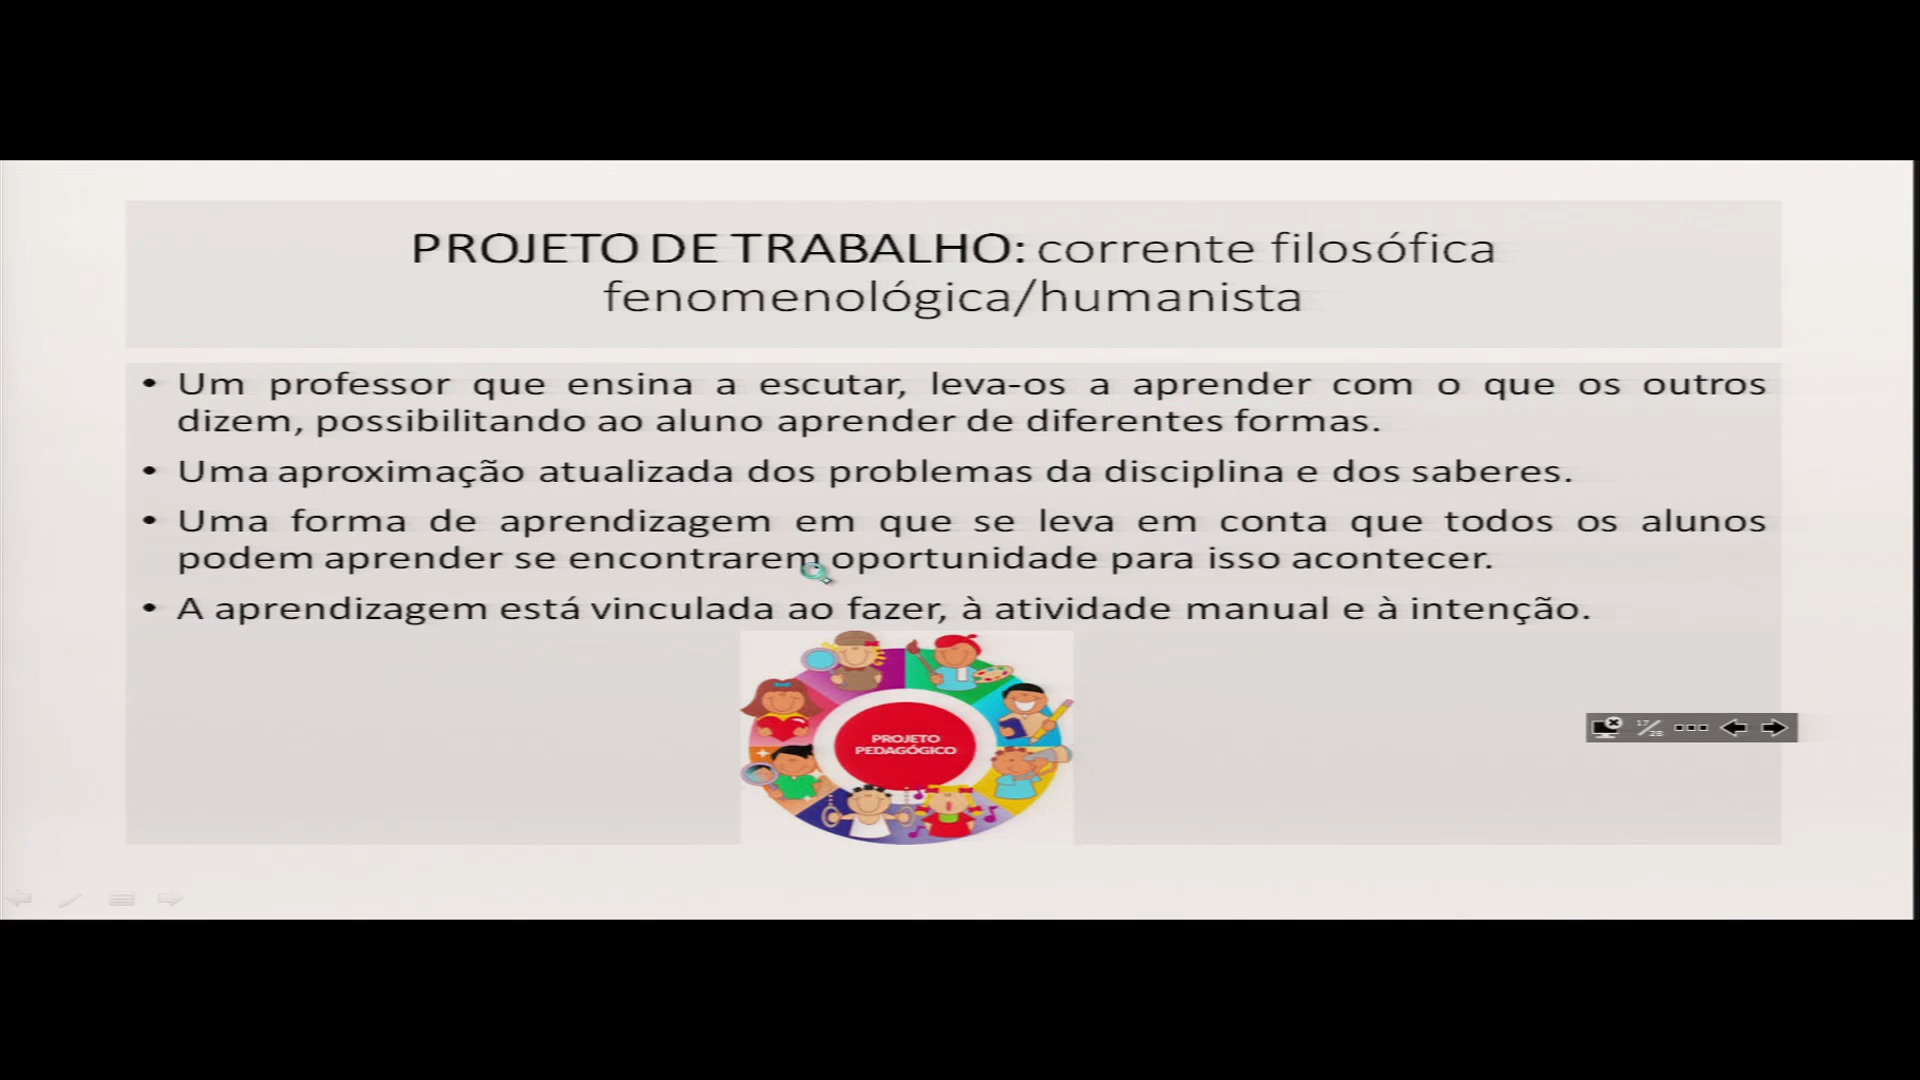 PROJETO DE TRABALHO: corrente filosófica
fenomenológica/humanista
• Um professor que ensina a escutar, leva-os a aprender com o que os outros
dizem, possibilitando ao aluno aprender de diferentes formas.
• Uma aproximação atualizada dos problemas da disciplina e dos saberes.
• Uma forma de aprendizagem em que se leva em conta que todos os alunos
podem aprender se encontrarem oportunidade para isso acontecer.
• A aprendizagem está vinculada ao fazer, à atividade manual e à intenção.
PROJETO
PEDAGÓGICO
17/28